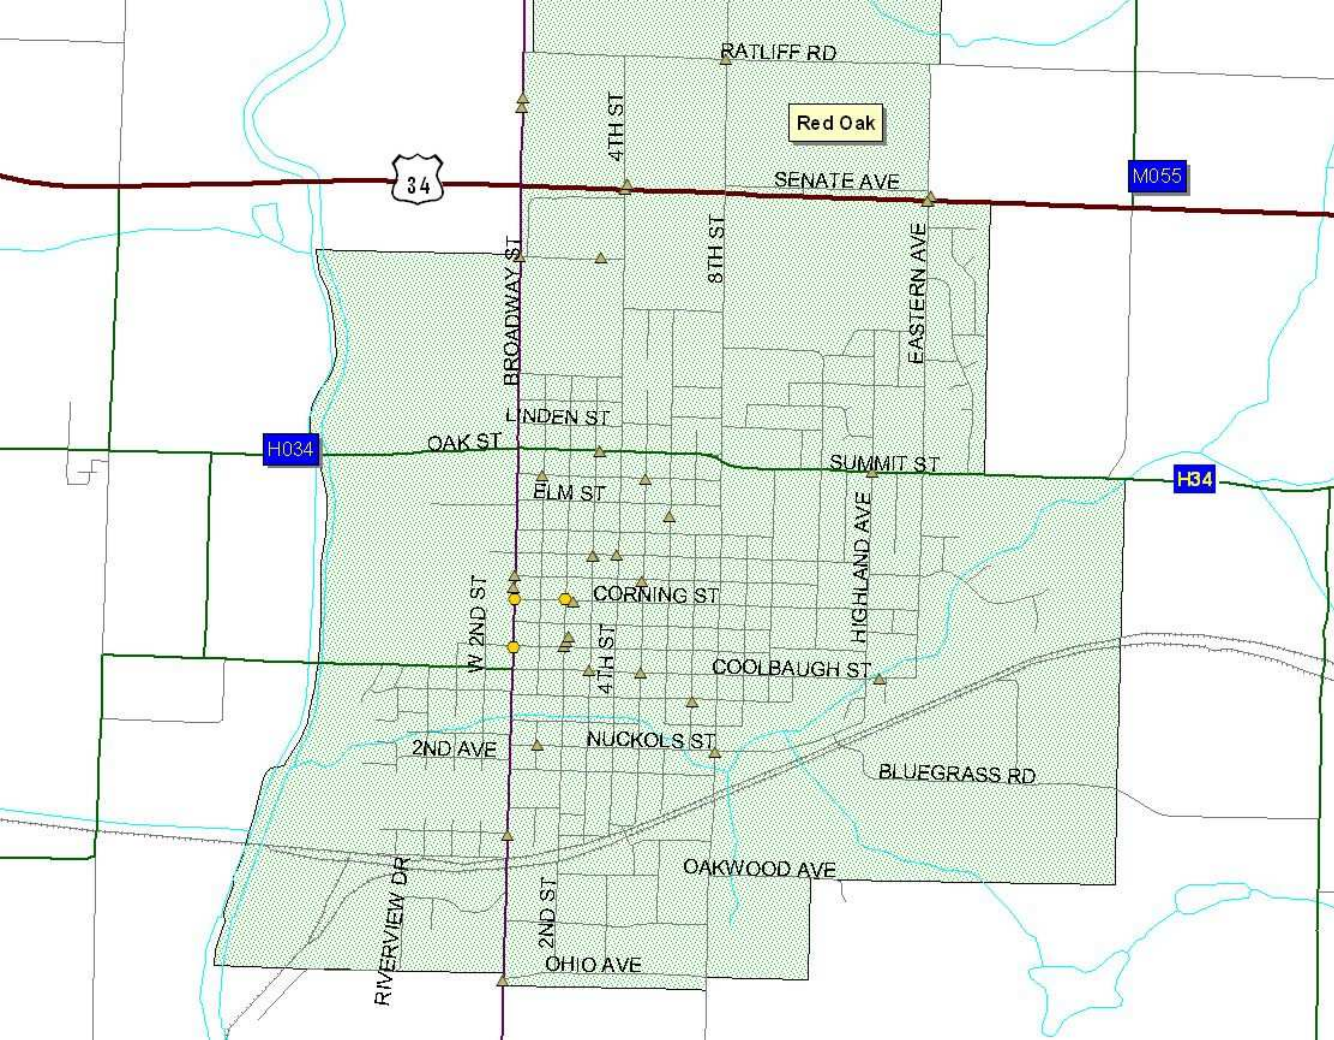 RATLIFF RD
4TH ST
Red Oak
34
SENATE AVE
M055
BROADWAY ST
8TH ST
EASTERN AVE
LINDEN ST
OAK ST
H034
SUMMIT ST
H34
ELM ST
HIGHLAND AVE
W 2ND ST
CORNING ST
4TH ST
COOLBAUGH ST
2ND AVE
NUCKOLS ST
BLUEGRASS RD
RIVERVIEW DR
OAKWOOD AVE
2ND ST
OHIO AVE